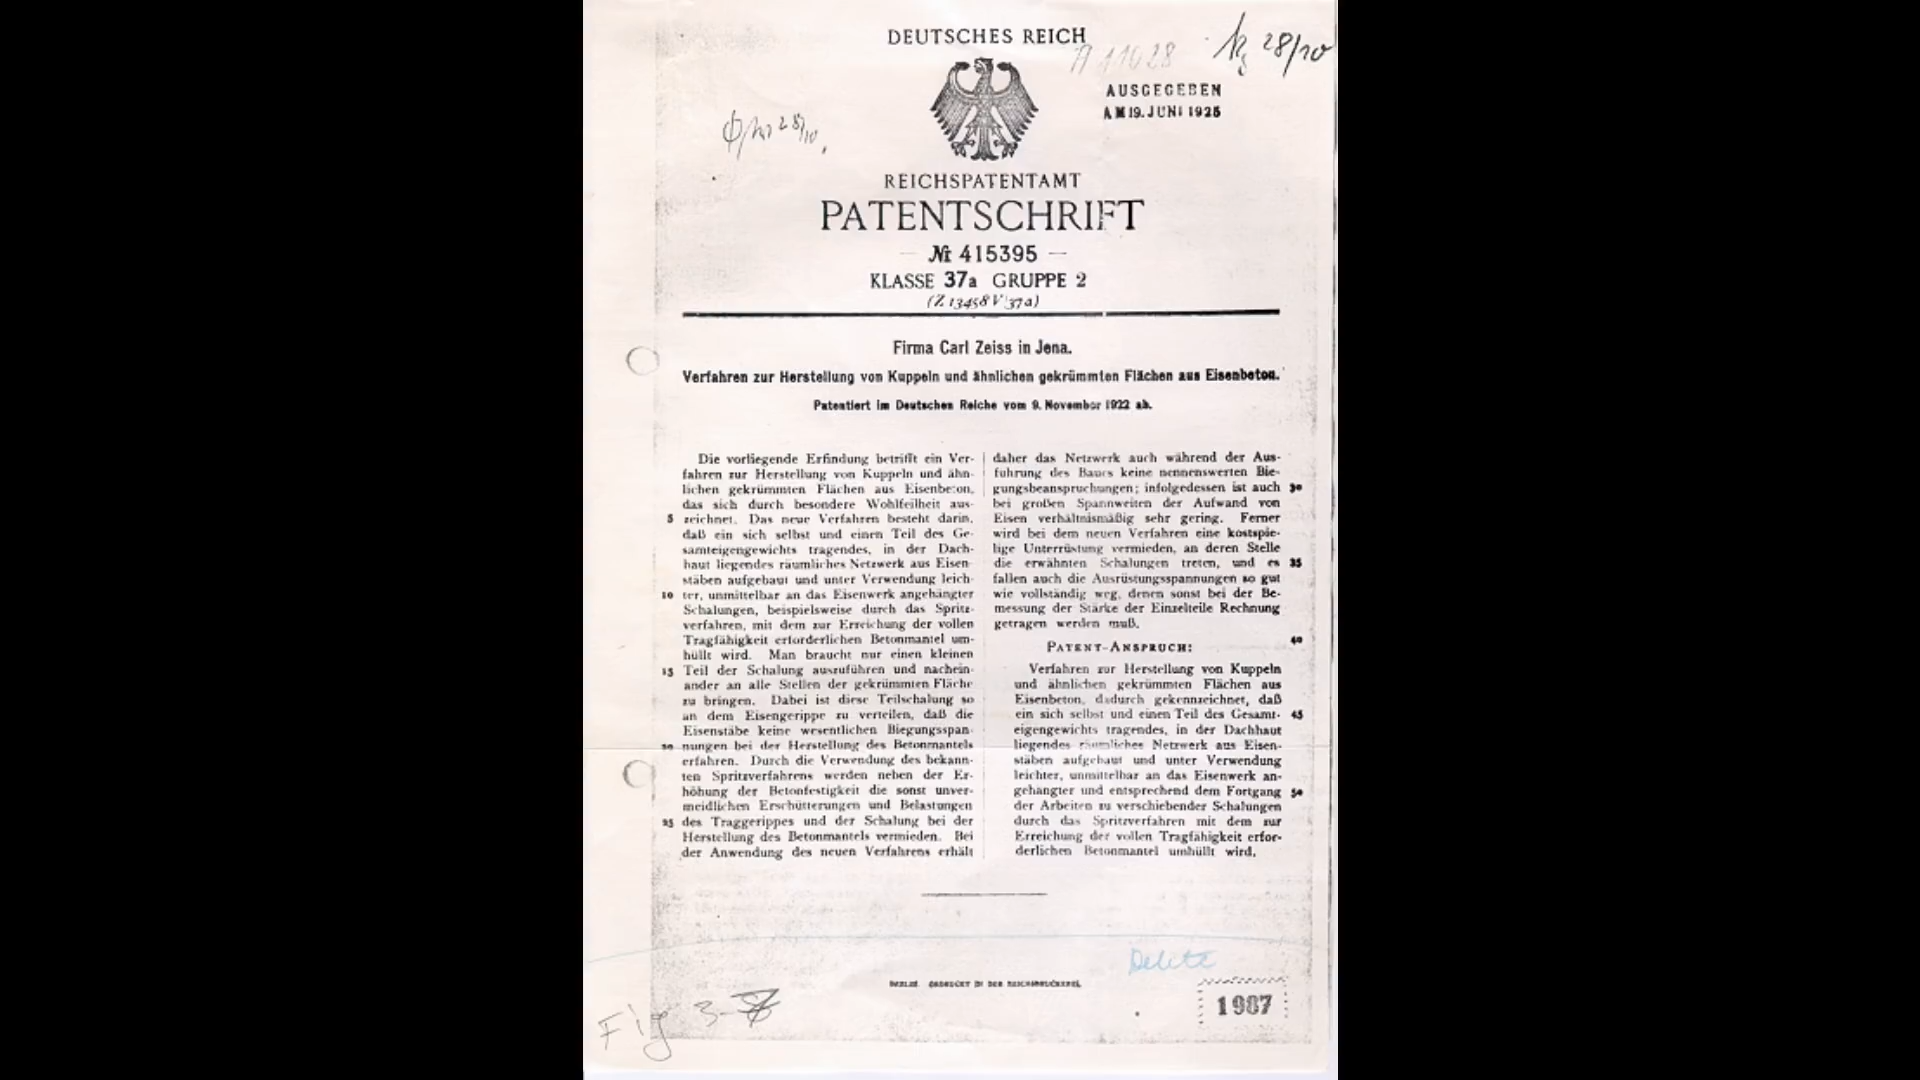 DEUTSCHES REICH
A 11028
28/10
AUSGEGEBEN
AM 19. JUNI 1925
28/10
REICHSPATENTAMT
PATENTSCHRIFT
— № 415395 —
KLASSE 37a GRUPPE 2
(Z 13458 V/37a)
Firma Carl Zeiss in Jena.
Verfahren zur Herstellung von Kuppeln und ähnlichen gekrümmten Flächen aus Eisenbeton.
Patentiert im Deutschen Reiche vom 9. November 1922 ab.
Die vorliegende Erfindung betrifft ein Ver-
fahren zur Herstellung von Kuppeln und ähn-
lichen gekrümmten Flächen aus Eisenbeton,
das sich durch besondere Wohlfeilheit aus-
5 zeichnet. Das neue Verfahren besteht darin,
daß ein sich selbst und einen Teil des Ge-
samteigengewichts tragendes, in der Dach-
haut liegendes räumliches Netzwerk aus Eisen-
stäben aufgebaut und unter Verwendung leich-
10 ter, unmittelbar an das Eisenwerk angehängter
Schalungen, beispielsweise durch das Spritz-
verfahren, mit dem zur Erreichung der vollen
Tragfähigkeit erforderlichen Betonmantel um-
hüllt wird. Man braucht nur einen kleinen
15 Teil der Schalung auszuführen und nachein-
ander an alle Stellen der gekrümmten Fläche
zu bringen. Dabei ist diese Teilschalung so
an dem Eisengerippe zu verteilen, daß die
Eisenstäbe keine wesentlichen Biegungsspan-
20 nungen bei der Herstellung des Betonmantels
erfahren. Durch die Verwendung des bekann-
ten Spritzverfahrens werden neben der Er-
höhung der Betonfestigkeit die sonst unver-
meidlichen Erschütterungen und Belastungen
25 des Traggerippes und der Schalung bei der
Herstellung des Betonmantels vermieden. Bei
der Anwendung des neuen Verfahrens erhält
daher das Netzwerk auch während der Aus-
führung des Baues keine nennenswerten Bie-
gungsbeanspruchungen; infolgedessen ist auch 30
bei großen Spannweiten der Aufwand von
Eisen verhältnismäßig sehr gering. Ferner
wird bei dem neuen Verfahren eine kostspie-
lige Unterrüstung vermieden, an deren Stelle
die erwähnten Schalungen treten, und es 35
fallen auch die Ausrüstungsspannungen so gut
wie vollständig weg, denen sonst bei der Be-
messung der Stärke der Einzelteile Rechnung
getragen werden muß.
40
PATENT-ANSPRUCH:
Verfahren zur Herstellung von Kuppeln
und ähnlichen gekrümmten Flächen aus
Eisenbeton, dadurch gekennzeichnet, daß
ein sich selbst und einen Teil des Gesamt- 45
eigengewichts tragendes, in der Dachhaut
liegendes räumliches Netzwerk aus Eisen-
stäben aufgebaut und unter Verwendung
leichter, unmittelbar an das Eisenwerk an-
gehängter und entsprechend dem Fortgang 50
der Arbeiten zu verschiebender Schalungen
durch das Spritzverfahren mit dem zur
Erreichung der vollen Tragfähigkeit erfor-
derlichen Betonmantel umhüllt wird.
Delete
BERLIN. GEDRUCKT IN DER REICHSDRUCKEREI.
1987
Fig 3-